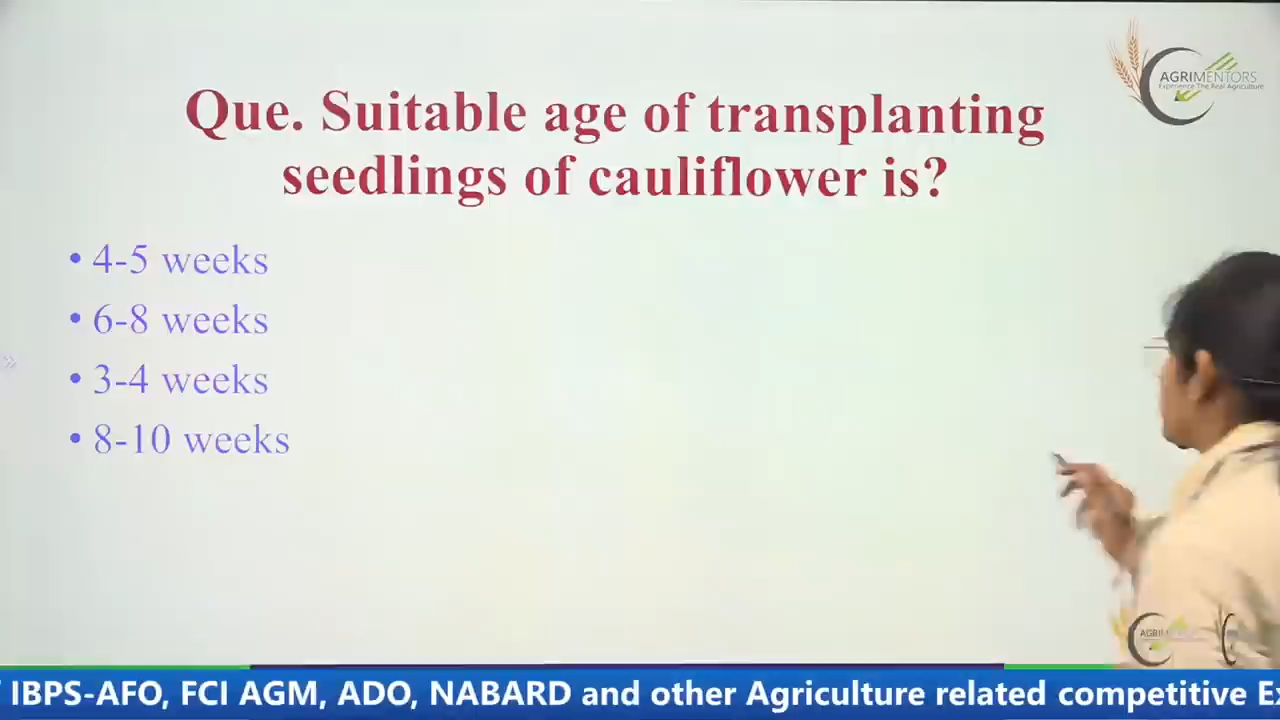 AGRIMENTORS
Experience The Real Agriculture
Que. Suitable age of transplanting
seedlings of cauliflower is?
• 4-5 weeks
• 6-8 weeks
• 3-4 weeks
• 8-10 weeks
IBPS-AFO, FCI AGM, ADO, NABARD and other Agriculture related competitive